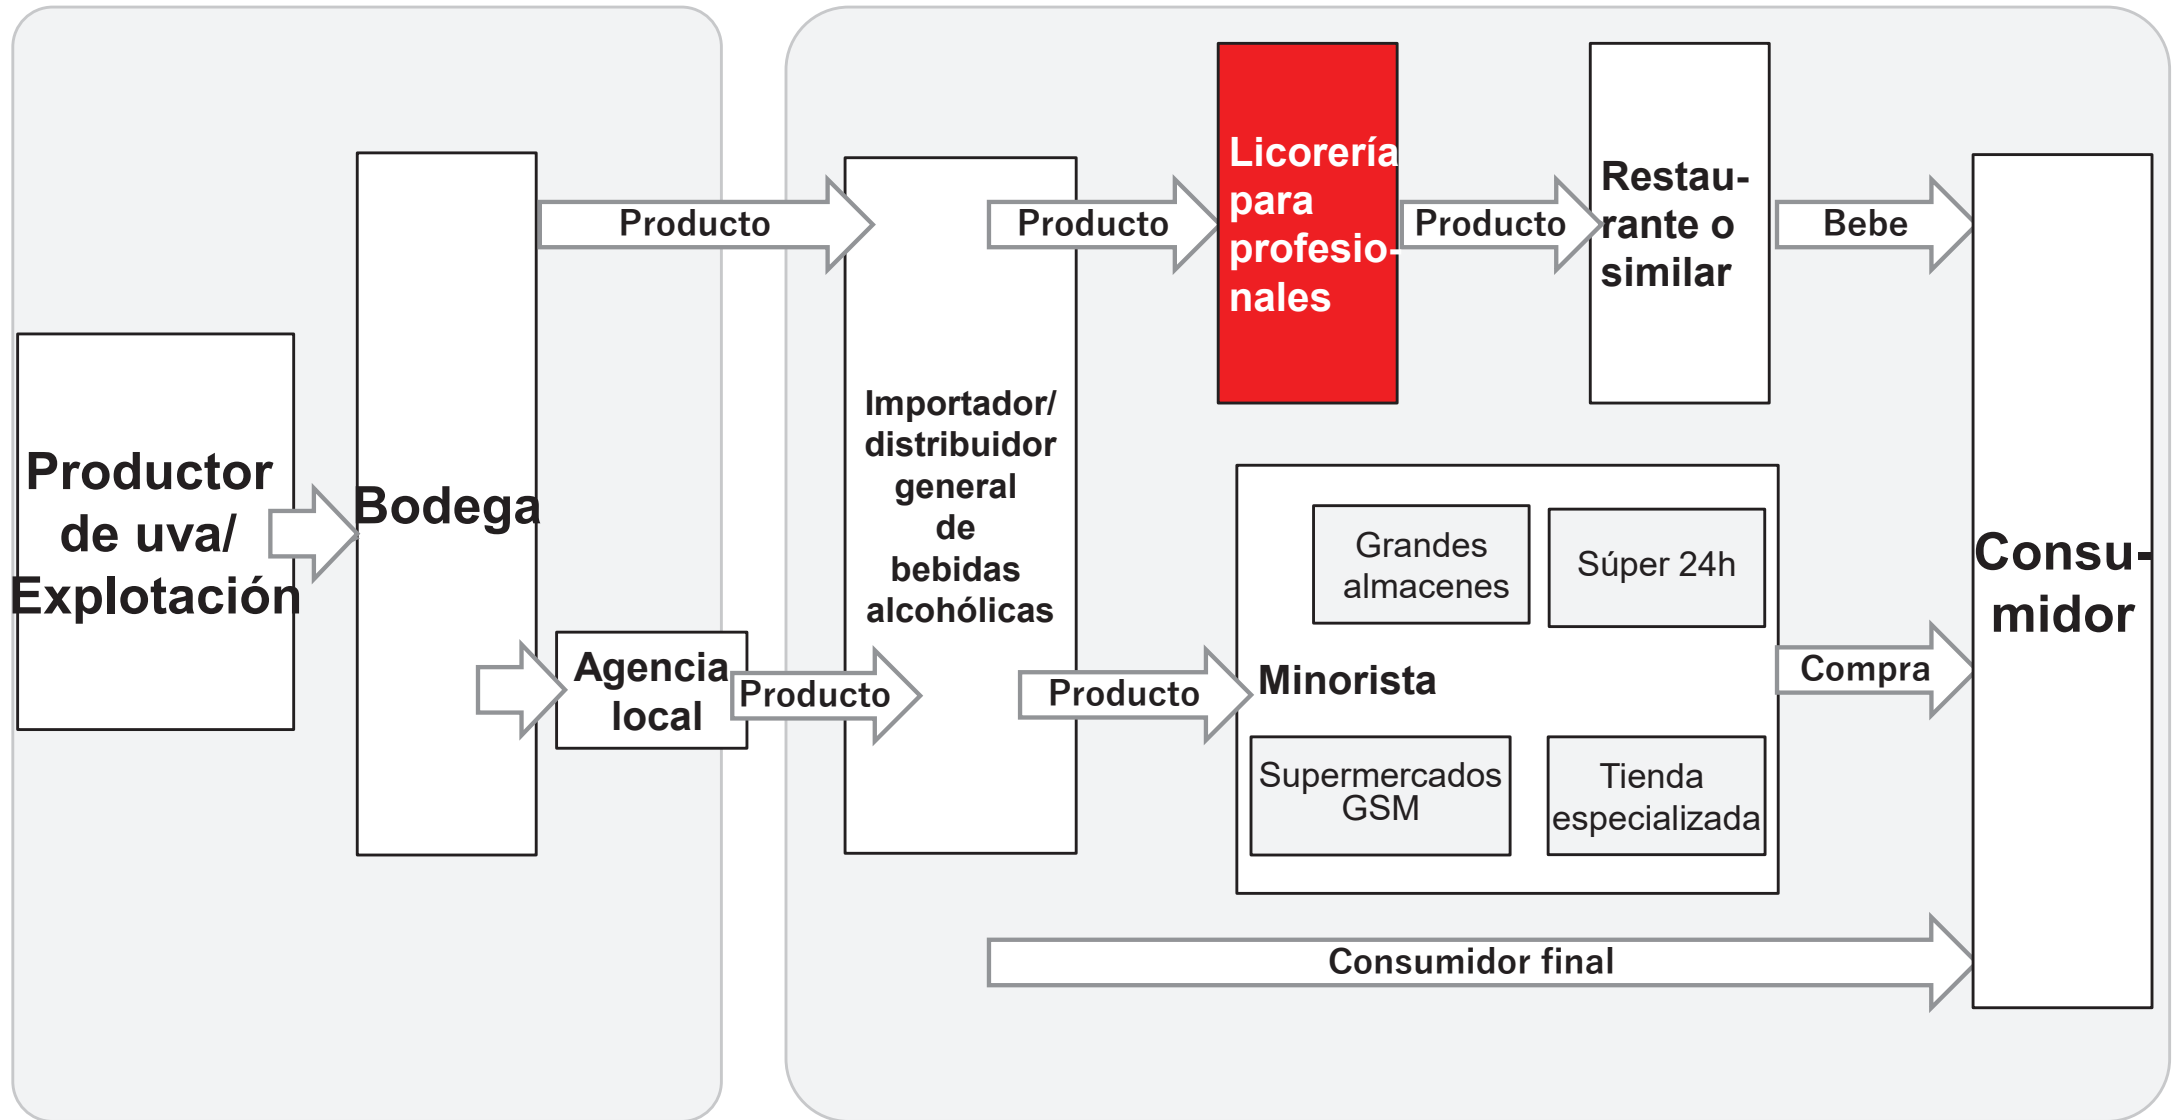 Productor
de uva/
Explotación
Bodega
Producto
Agencia
local
Producto
Importador/
distribuidor
general
de
bebidas
alcohólicas
Producto
Licorería
para
profesio-
nales
Producto
Restau-
rante o
similar
Bebe
Producto
Minorista
Grandes
almacenes
Súper 24h
Supermercados
GSM
Tienda
especializada
Compra
Consumidor final
Consu-
midor